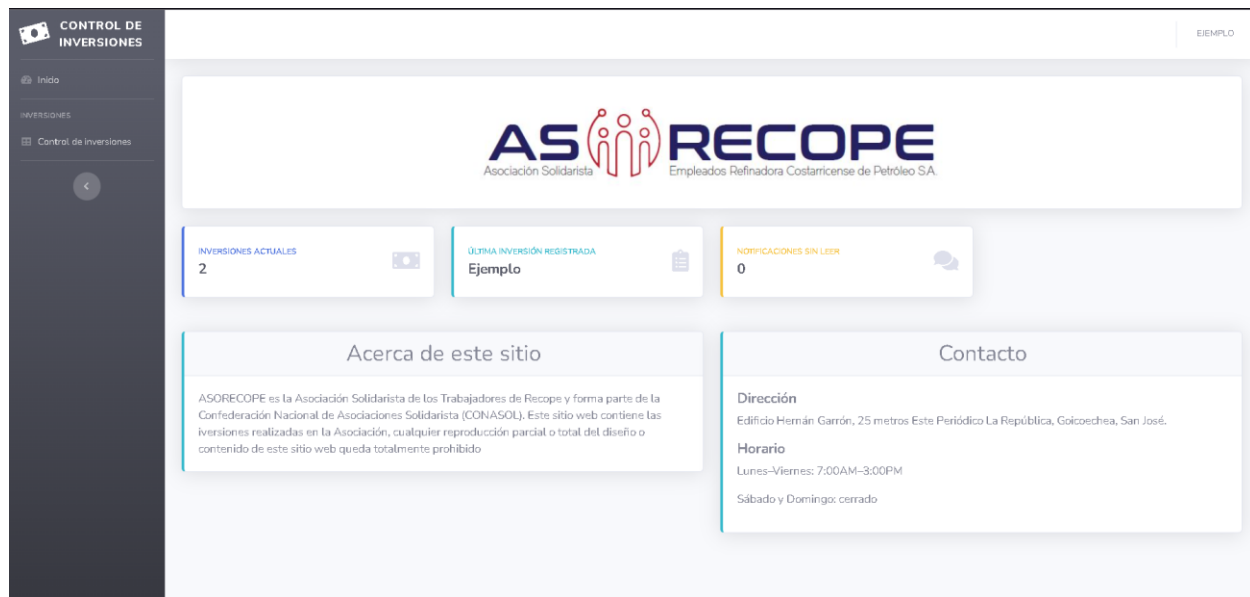 CONTROL DE
INVERSIONES
EJEMPLO
Inicio
INVERSIONES
Control de inversiones
ASORECOPE
Asociación Solidarista Empleados Refinadora Costarricense de Petróleo S.A.
INVERSIONES ACTUALES
2
ÚLTIMA INVERSIÓN REGISTRADA
Ejemplo
NOTIFICACIONES SIN LEER
0
Acerca de este sitio
ASORECOPE es la Asociación Solidarista de los Trabajadores de Recope y forma parte de la
Confederación Nacional de Asociaciones Solidarista (CONASOL). Este sitio web contiene las
iversiones realizadas en la Asociación, cualquier reproducción parcial o total del diseño o
contenido de este sitio web queda totalmente prohibido
Contacto
Dirección
Edificio Hernán Garrón, 25 metros Este Periódico La República, Goicoechea, San José.
Horario
Lunes–Viernes: 7:00AM–3:00PM
Sábado y Domingo: cerrado